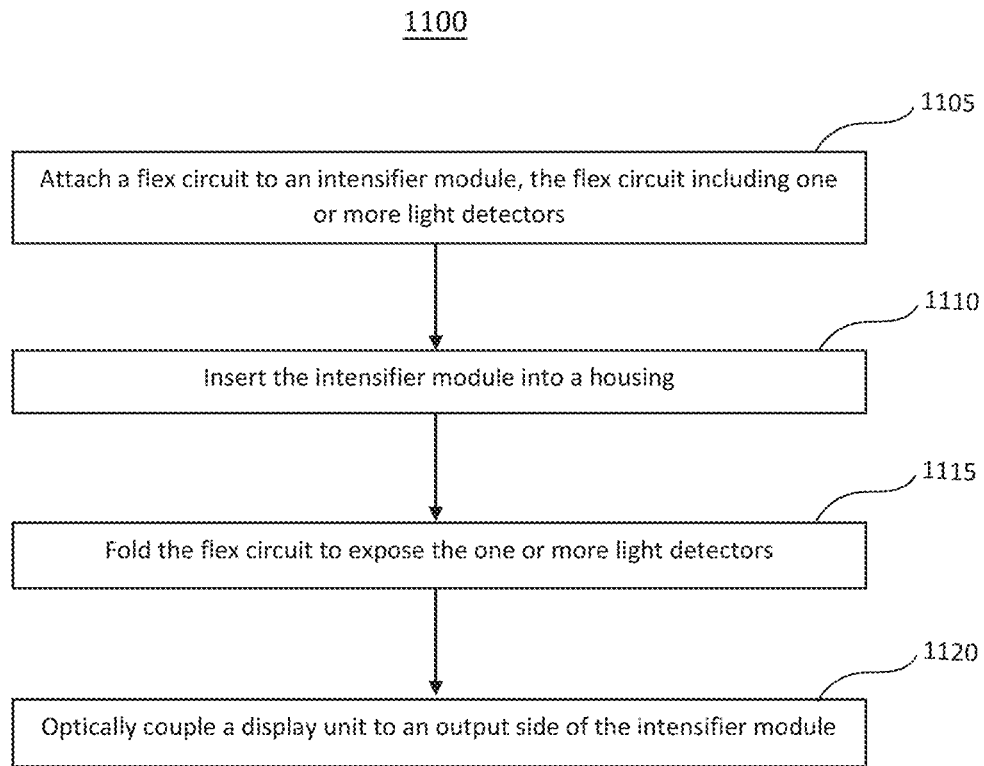 1100
1105
Attach a flex circuit to an intensifier module, the flex circuit including one
or more light detectors
1110
Insert the intensifier module into a housing
1115
Fold the flex circuit to expose the one or more light detectors
1120
Optically couple a display unit to an output side of the intensifier module